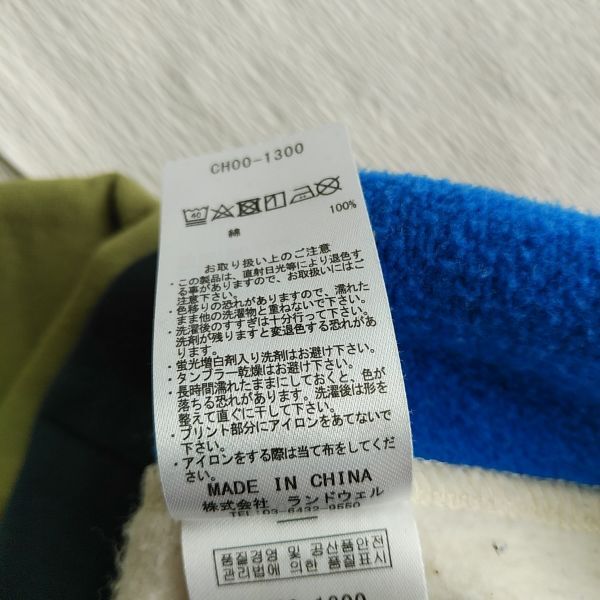 CH00-1300
40
綿 100%
お取り扱い上のご注意
・この製品は、直射日光等により退色す
る事がありますので、お取扱いにはご
注意下さい。
・色移りの恐れがありますので、濡れた
まま他の洗濯物と重ねないで下さい。
・洗濯後のすすぎは十分行って下さい。
洗剤が残りますと変退色する恐れがあ
ります。
・蛍光増白剤入り洗剤はお避け下さい。
・タンブラー乾燥はお避け下さい。
・長時間濡れたままにしておくと、色が
落ちる恐れがあります。洗濯後は形を
整えて直ぐに干して下さい。
・プリント部分にアイロンをあてないで
下さい。
・アイロンをする際は当て布をしてくだ
さい。
MADE IN CHINA
株式会社 ランドウェル
TEL:03-6432-9550
품질경영 및 공산품안전
관리법에 의한 품질표시